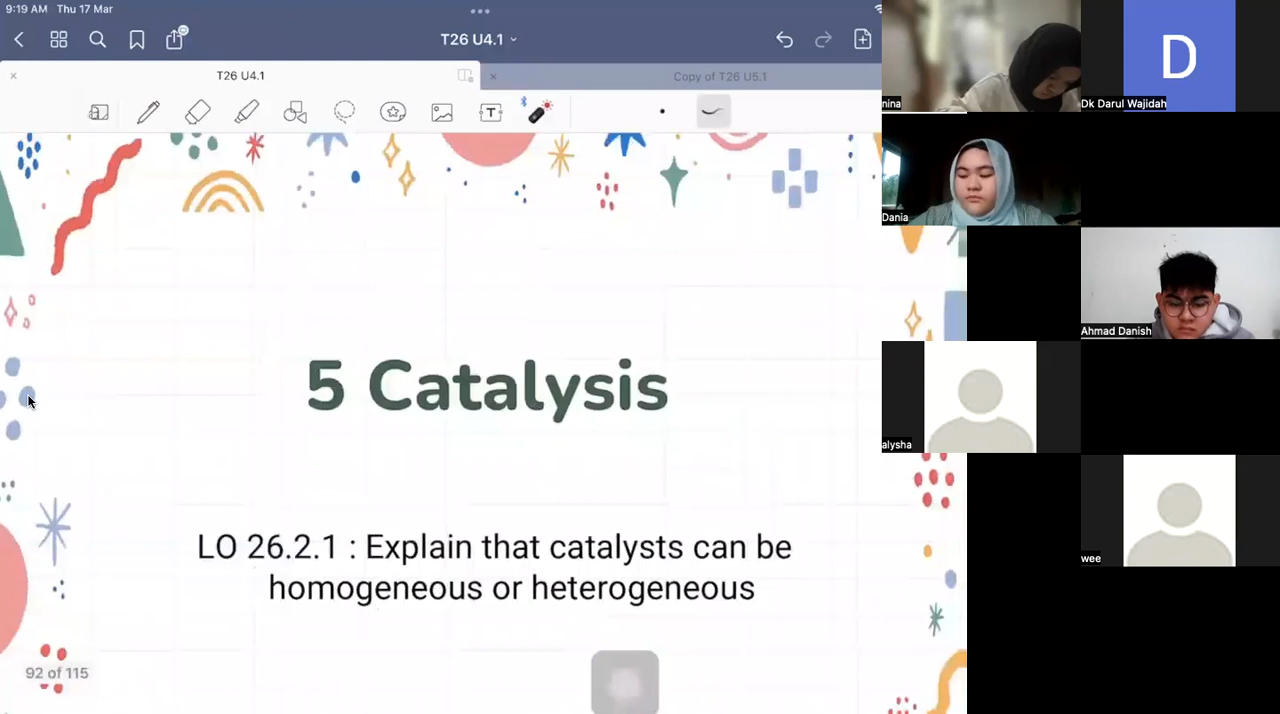 9:19 AM Thu 17 Mar
T26 U4.1
T26 U4.1
Copy of T26 U5.1
T
5 Catalysis
LO 26.2.1 : Explain that catalysts can be
homogeneous or heterogeneous
92 of 115
nina
D
Dk Darul Wajidah
Dania
Ahmad Danish
alysha
wee